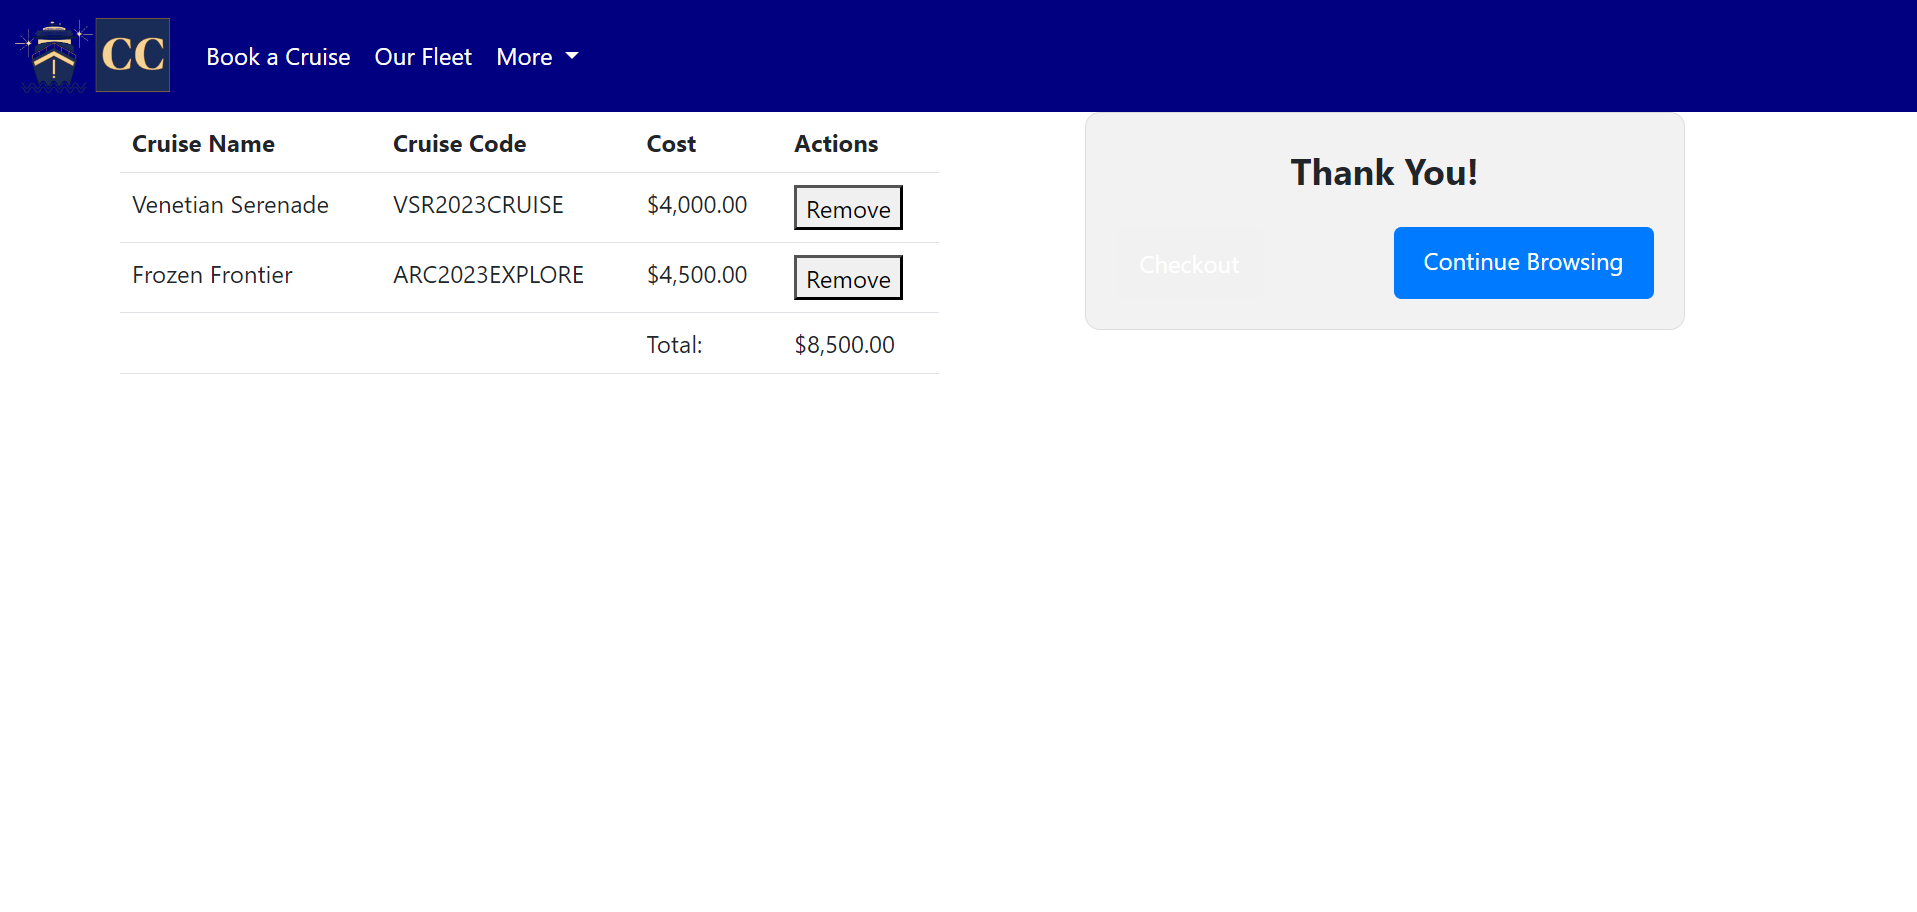 CC Book a Cruise Our Fleet More
Cruise Name Cruise Code Cost Actions
Venetian Serenade VSR2023CRUISE $4,000.00 Remove
Frozen Frontier ARC2023EXPLORE $4,500.00 Remove
Total: $8,500.00
Thank You!
Checkout Continue Browsing